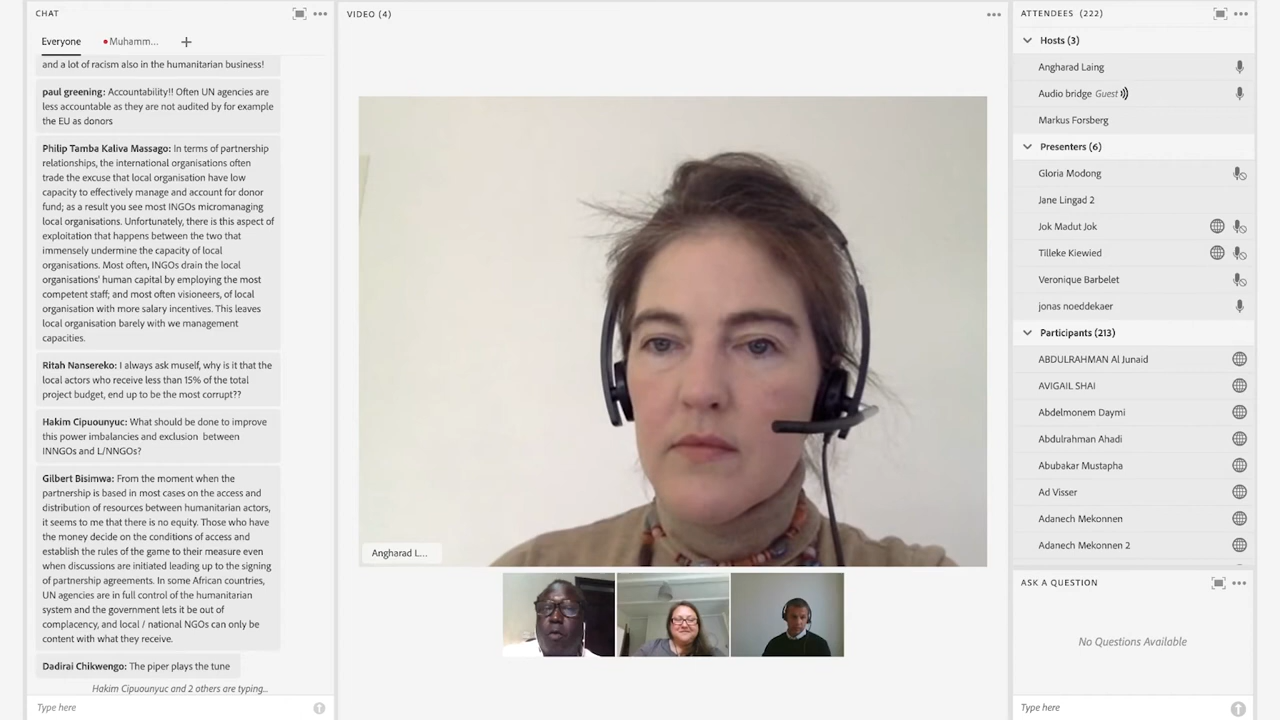 CHAT
Everyone
Muhamm...
and a lot of racism also in the humanitarian business!
paul greening: Accountability!! Often UN agencies are
less accountable as they are not audited by for example
the EU as donors
Philip Tamba Kaliva Massago: In terms of partnership
relationships, the international organisations often
trade the excuse that local organisation have low
capacity to effectively manage and account for donor
fund; as a result you see most INGOs micromanaging
local organisations. Unfortunately, there is this aspect of
exploitation that happens between the two that
immensely undermine the capacity of local
organisations. Most often, INGOs drain the local
organisations' human capital by employing the most
competent staff; and most often visioneers, of local
organisation with more salary incentives. This leaves
local organisation barely with we management
capacities.
Ritah Nansereko: I always ask muself, why is it that the
local actors who receive less than 15% of the total
project budget, end up to be the most corrupt??
Hakim Cipuounyuc: What should be done to improve
this power imbalances and exclusion between
INNGOs and L/NNGOs?
Gilbert Bisimwa: From the moment when the
partnership is based in most cases on the access and
distribution of resources between humanitarian actors,
it seems to me that there is no equity. Those who have
the money decide on the conditions of access and
establish the rules of the game to their measure even
when discussions are initiated leading up to the signing
of partnership agreements. In some African countries,
UN agencies are in full control of the humanitarian
system and the government lets it be out of
complacency, and local / national NGOs can only be
content with what they receive.
Dadirai Chikwengo: The piper plays the tune
Hakim Cipuounyuc and 2 others are typing...
Type here
VIDEO (4)
Angharad L...
ATTENDEES (222)
Hosts (3)
Angharad Laing
Audio bridge Guest
Markus Forsberg
Presenters (6)
Gloria Modong
Jane Lingad 2
Jok Madut Jok
Tilleke Kiewied
Veronique Barbelet
jonas noeddekaer
Participants (213)
ABDULRAHMAN Al Junaid
AVIGAIL SHAI
Abdelmonem Daymi
Abdulrahman Ahadi
Abubakar Mustapha
Ad Visser
Adanech Mekonnen
Adanech Mekonnen 2
ASK A QUESTION
No Questions Available
Type here